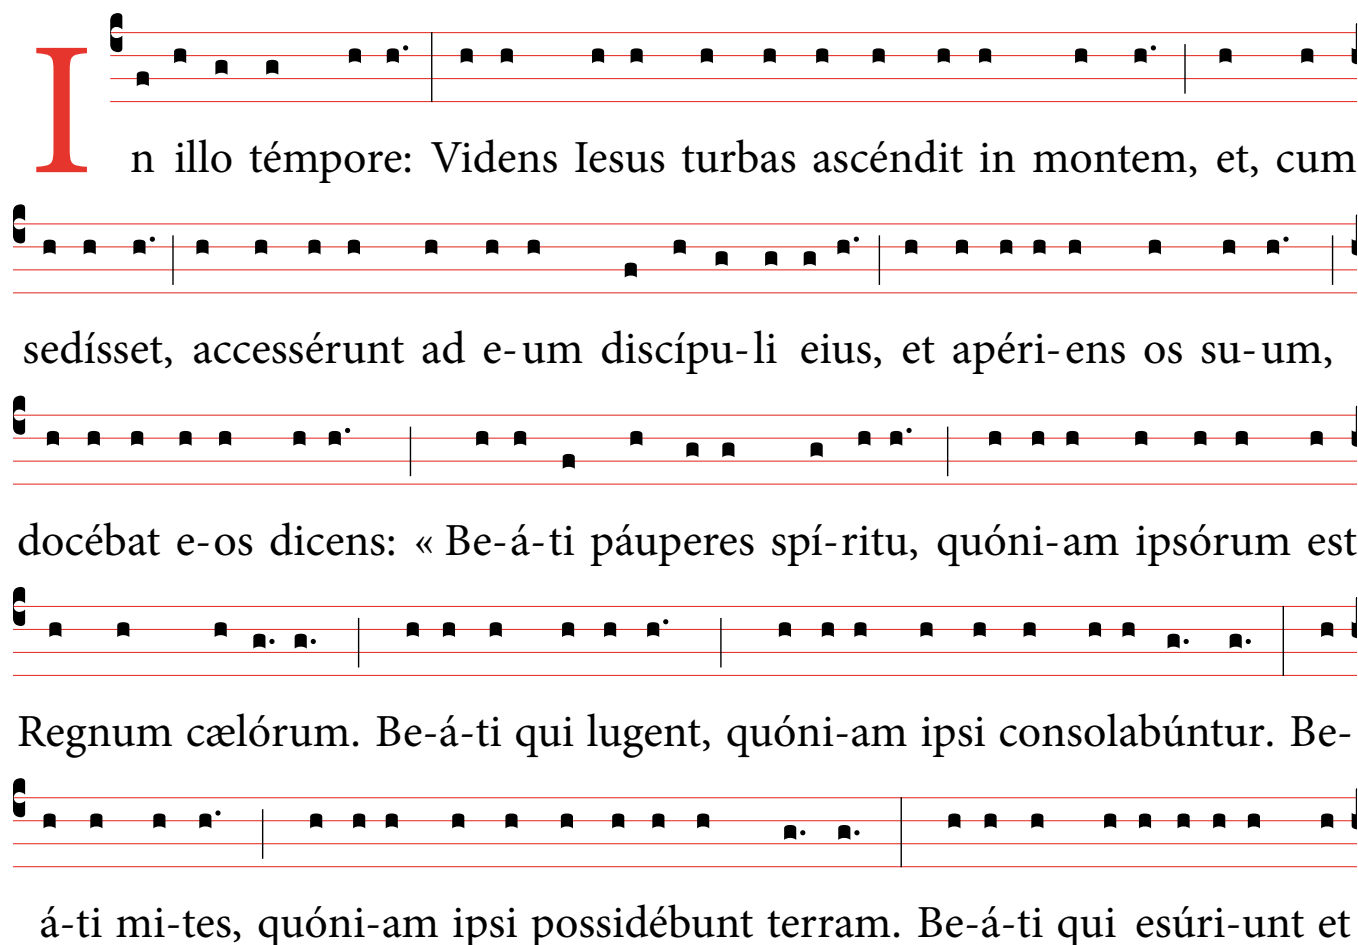 In illo témpore: Videns Iesus turbas ascéndit in montem, et, cum
sedísset, accessérunt ad e-um discípu-li eius, et apéri-ens os su-um,
docébat e-os dicens: « Be-á-ti páuperes spí-ritu, quóni-am ipsórum est
Regnum cælórum. Be-á-ti qui lugent, quóni-am ipsi consolabúntur. Be-
á-ti mi-tes, quóni-am ipsi possidébunt terram. Be-á-ti qui esúri-unt et